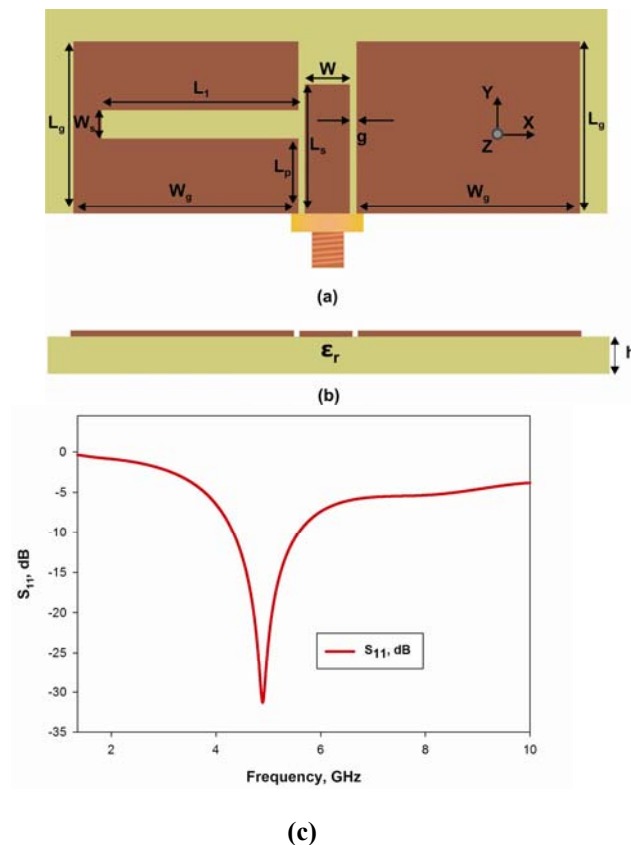 W
L₁
Y
Lg
Ws
Ls
g
X
Z
Lg
Lp
Wg
Wg
(a)
εr
h
(b)
0
-5
-10
-15
-20
-25
-30
-35
S₁₁, dB
S₁₁, dB
2
4
6
8
10
Frequency, GHz
(c)